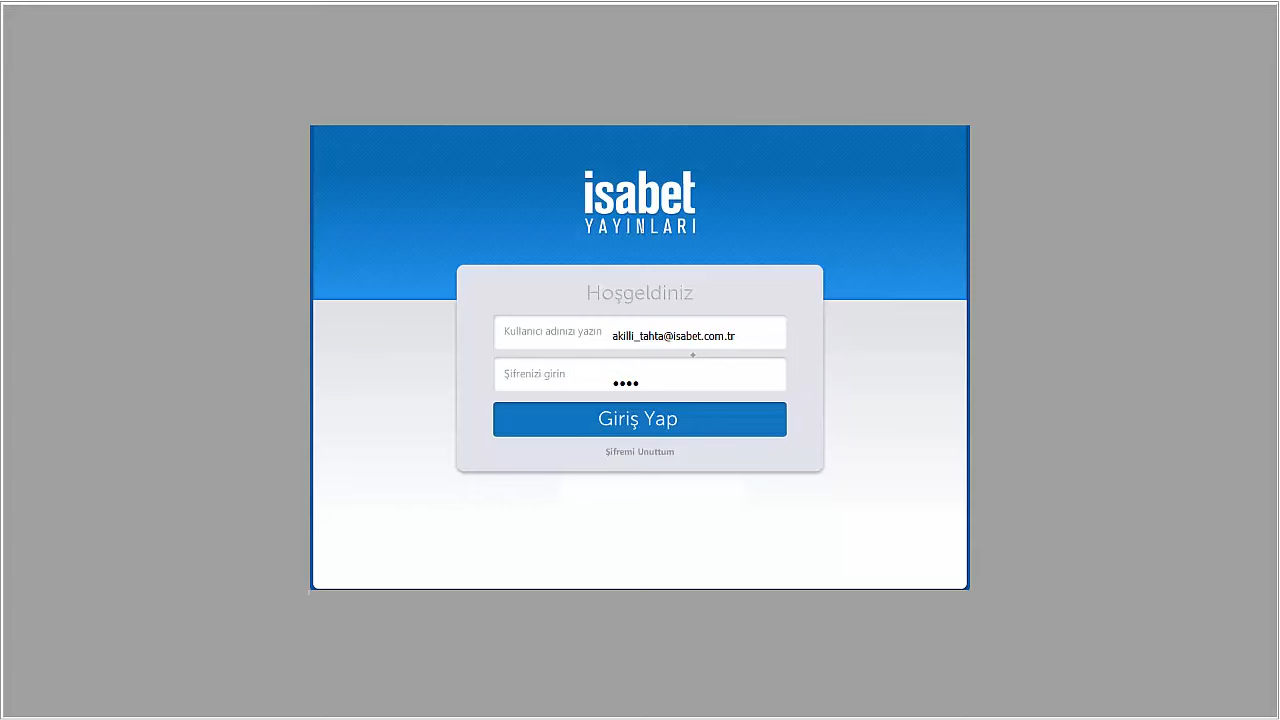 isabet
YAYINLARI
Hoşgeldiniz
Kullanıcı adınızı yazın akilli_tahta@isabet.com.tr
Şifrenizi girin ••••
Giriş Yap
Şifremi Unuttum